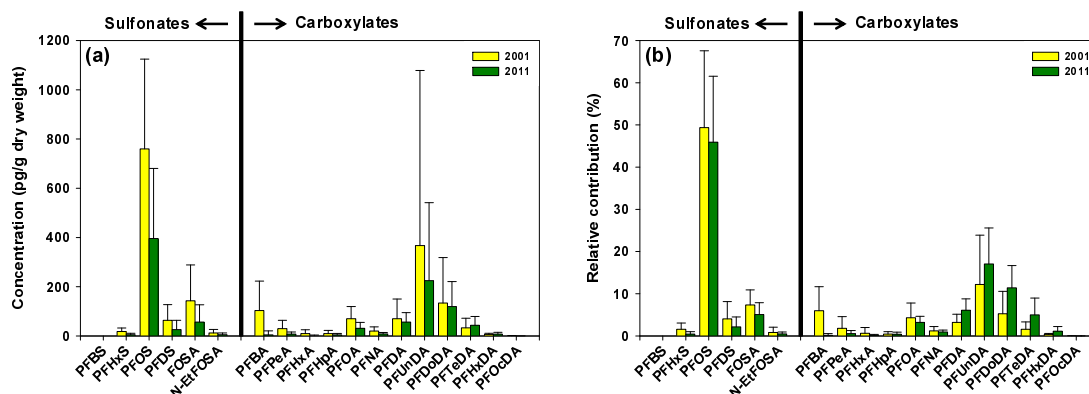 Sulfonates
Carboxylates
(a)
2001
2011
Concentration (pg/g dry weight)
1200
1000
800
600
400
200
0
PFBS
PFHxS
PFOS
PFDS
FOSA
N-EtFOSA
PFBA
PFPeA
PFHxA
PFHpA
PFOA
PFNA
PFDA
PFUnDA
PFDoDA
PFTeDA
PFHxDA
PFOcDA
Sulfonates
Carboxylates
(b)
2001
2011
Relative contribution (%)
70
60
50
40
30
20
10
0
PFBS
PFHxS
PFOS
PFDS
FOSA
N-EtFOSA
PFBA
PFPeA
PFHxA
PFHpA
PFOA
PFNA
PFDA
PFUnDA
PFDoDA
PFTeDA
PFHxDA
PFOcDA